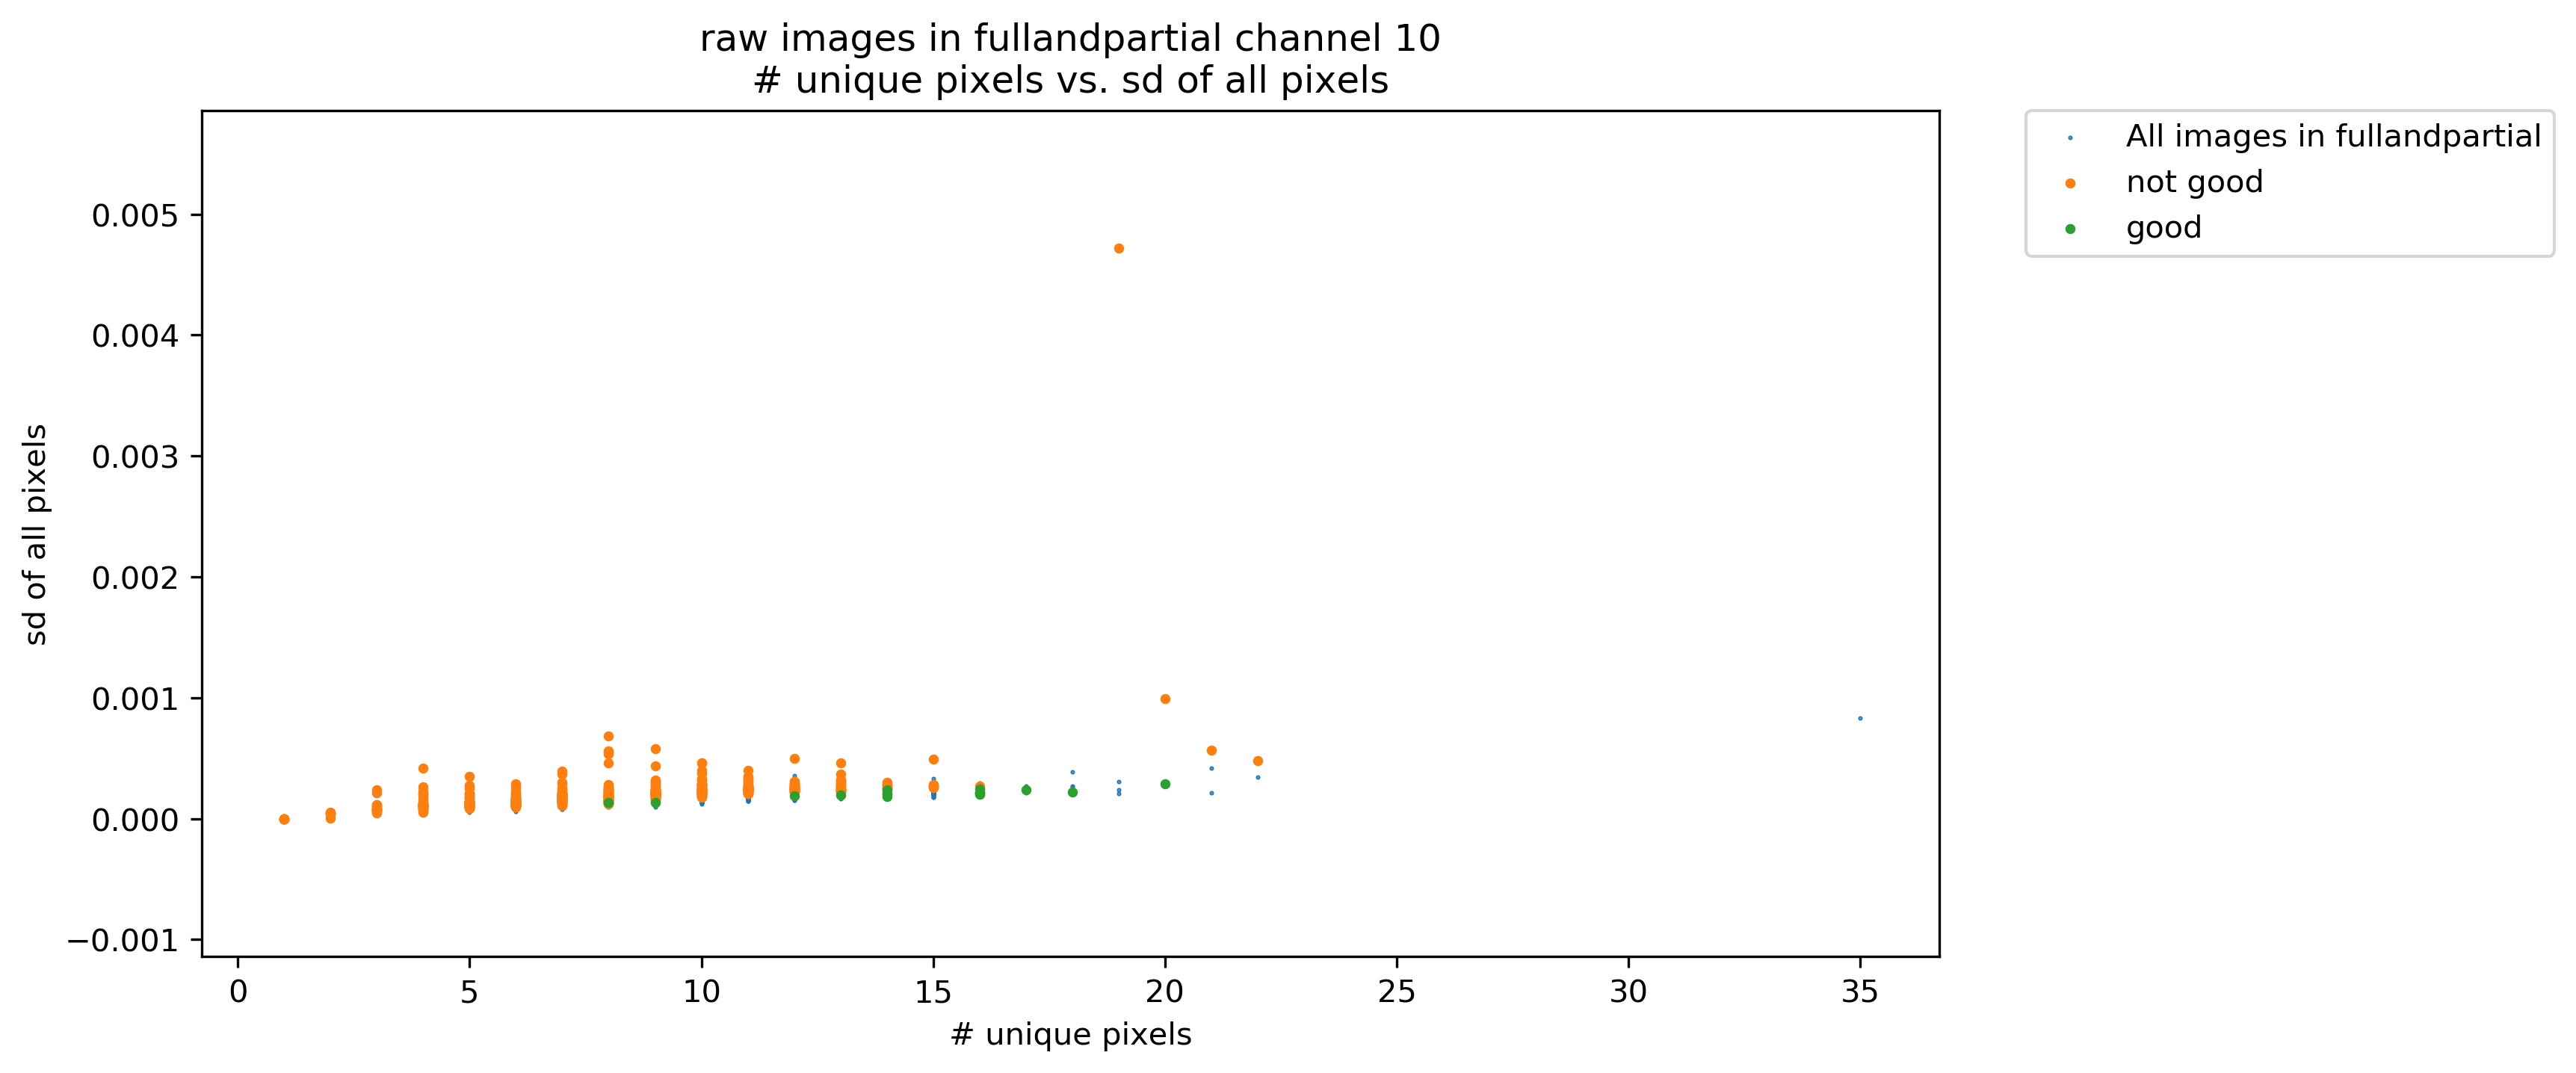 raw images in fullandpartial channel 10
# unique pixels vs. sd of all pixels
All images in fullandpartial
not good
good
sd of all pixels
0.005
0.004
0.003
0.002
0.001
0.000
−0.001
0 5 10 15 20 25 30 35
# unique pixels